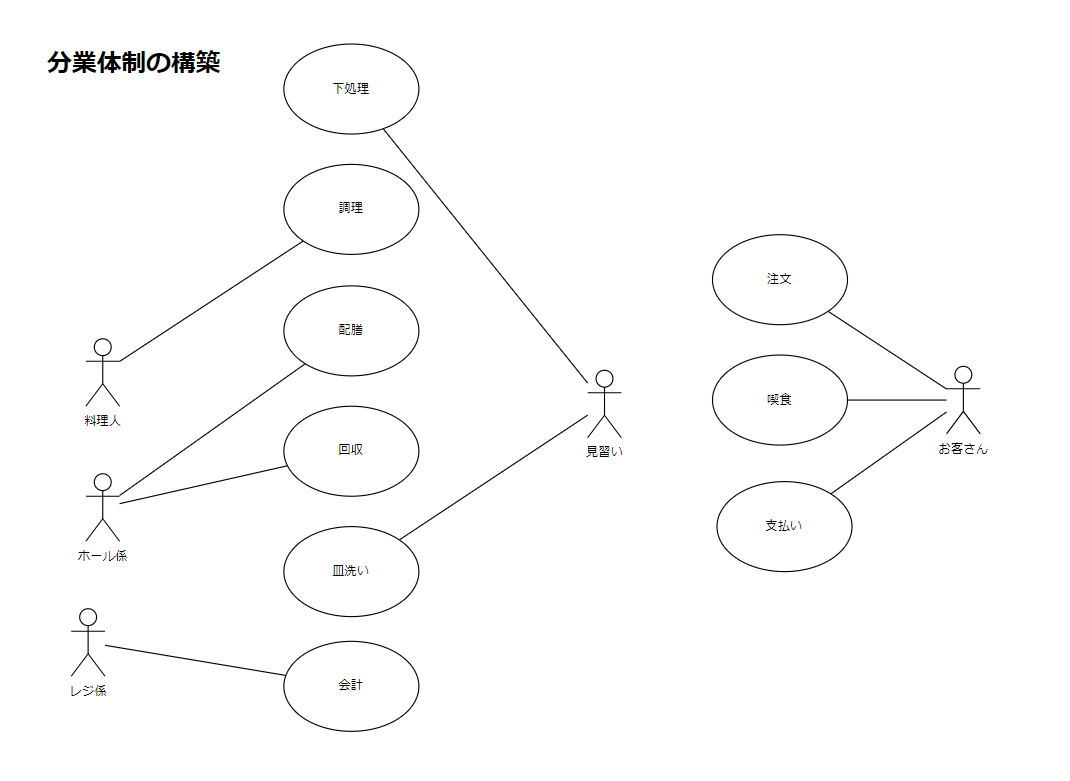 分業体制の構築
下処理
調理
配膳
回収
皿洗い
会計
料理人
ホール係
レジ係
見習い
注文
喫食
支払い
お客さん